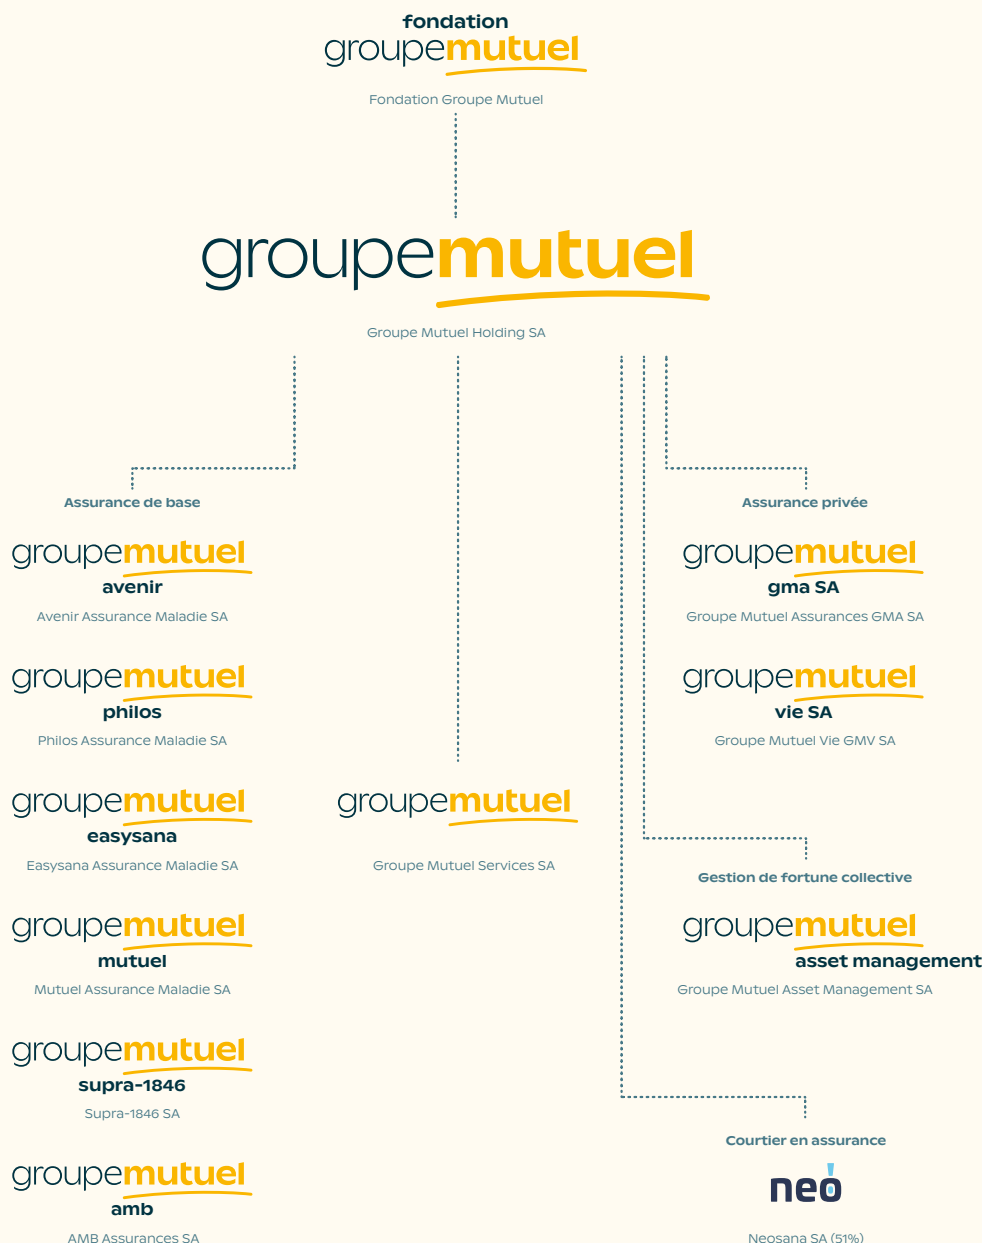 fondation
groupemutuel
Fondation Groupe Mutuel
groupemutuel
Groupe Mutuel Holding SA
Assurance de base
groupemutuel
avenir
Avenir Assurance Maladie SA
groupemutuel
philos
Philos Assurance Maladie SA
groupemutuel
easysana
Easysana Assurance Maladie SA
groupemutuel
mutuel
Mutuel Assurance Maladie SA
groupemutuel
supra-1846
Supra-1846 SA
groupemutuel
amb
AMB Assurances SA
groupemutuel
Groupe Mutuel Services SA
Assurance privée
groupemutuel
gma SA
Groupe Mutuel Assurances GMA SA
groupemutuel
vie SA
Groupe Mutuel Vie GMV SA
Gestion de fortune collective
groupemutuel
asset management
Groupe Mutuel Asset Management SA
Courtier en assurance
neo
Neosana SA (51%)